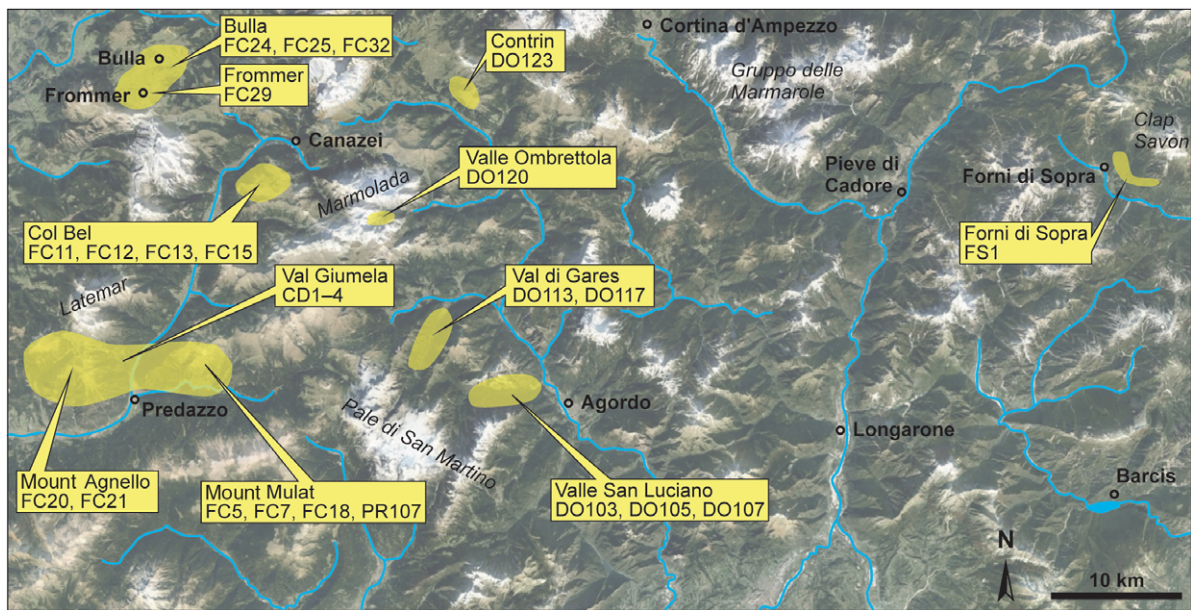 Bulla
FC24, FC25, FC32
Bulla
Frommer
FC29
Frommer
Contrin
DO123
Cortina d'Ampezzo
Gruppo delle
Marmarole
Clap
Savon
Canazei
Valle Ombrettola
DO120
Marmolada
Pieve di
Cadore
Forni di Sopra
Forni di Sopra
FS1
Col Bel
FC11, FC12, FC13, FC15
Latemar
Val Giumela
CD1–4
Val di Gares
DO113, DO117
Predazzo
Pale di San Martino
Agordo
Longarone
Mount Agnello
FC20, FC21
Mount Mulat
FC5, FC7, FC18, PR107
Valle San Luciano
DO103, DO105, DO107
Barcis
N
10 km